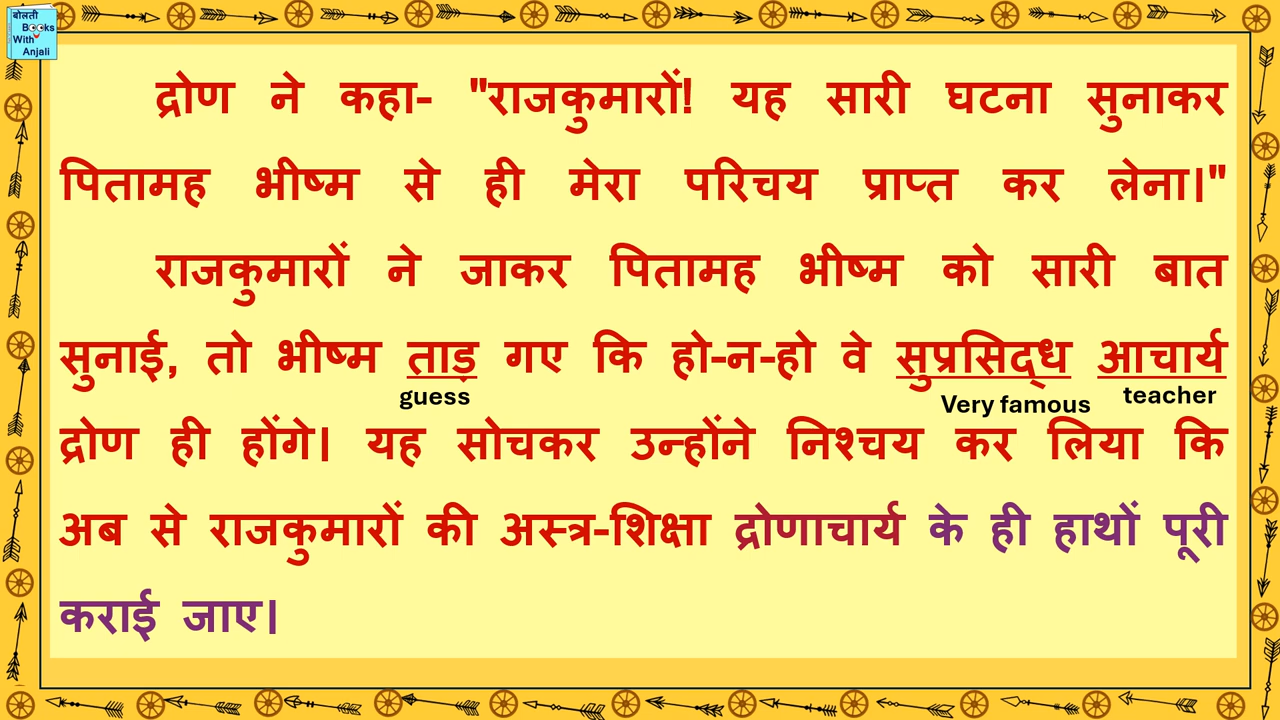 बोलती
Books
With
Anjali
द्रोण ने कहा- "राजकुमारों! यह सारी घटना सुनाकर
पितामह भीष्म से ही मेरा परिचय प्राप्त कर लेना।"
राजकुमारों ने जाकर पितामह भीष्म को सारी बात
सुनाई, तो भीष्म ताड़ गए कि हो-न-हो वे सुप्रसिद्ध आचार्य
guess Very famous teacher
द्रोण ही होंगे। यह सोचकर उन्होंने निश्चय कर लिया कि
अब से राजकुमारों की अस्त्र-शिक्षा द्रोणाचार्य के ही हाथों पूरी
कराई जाए।